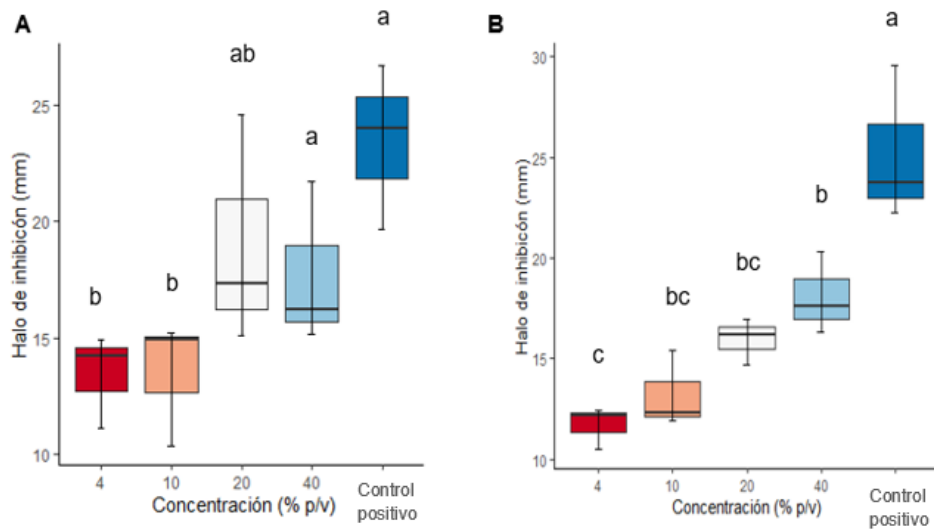 A
Halo de inhibicón (mm)
25
20
15
10
b
b
ab
a
a
4
10
20
40
Control
positivo
Concentración (% p/v)
B
Halo de inhibicón (mm)
30
25
20
15
10
c
bc
bc
b
a
4
10
20
40
Control
positivo
Concentración (% p/v)